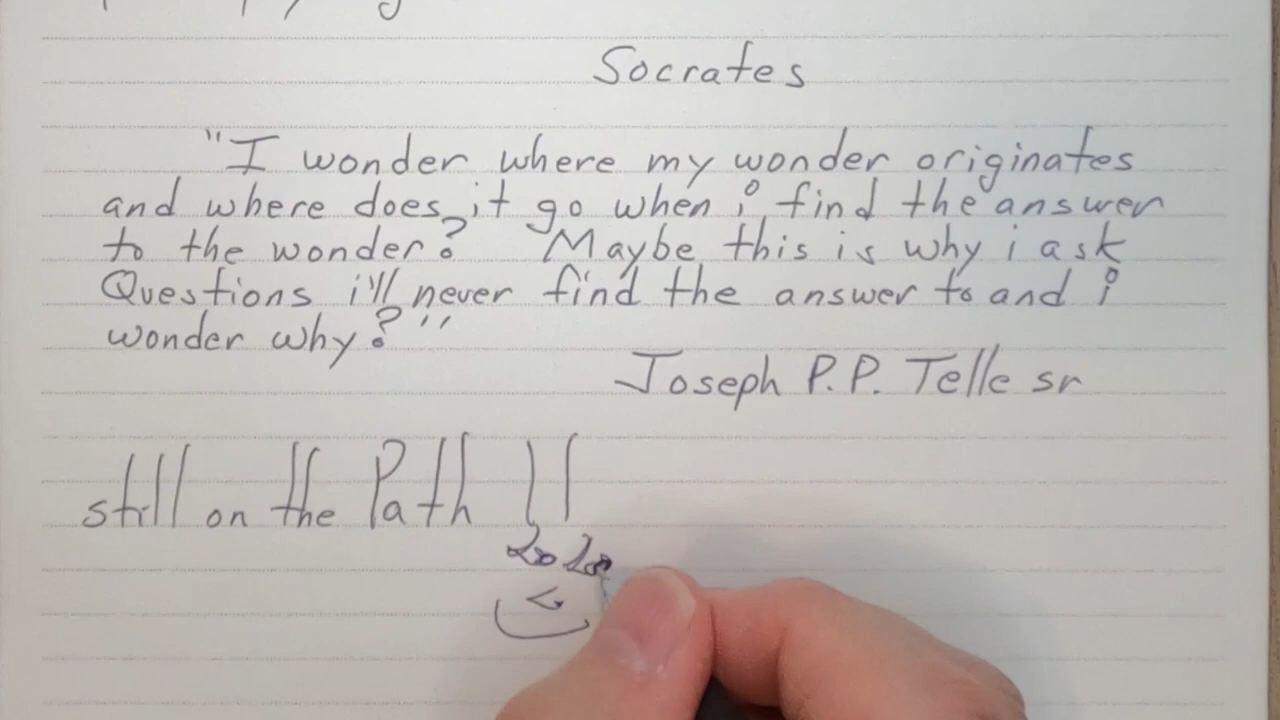 Socrates
"I wonder where my wonder originates
and where does it go when i find the answer
to the wonder? Maybe this is why i ask
Questions i'll never find the answer to and i
wonder why?"
Joseph P.P. Telle sr
still on the Path